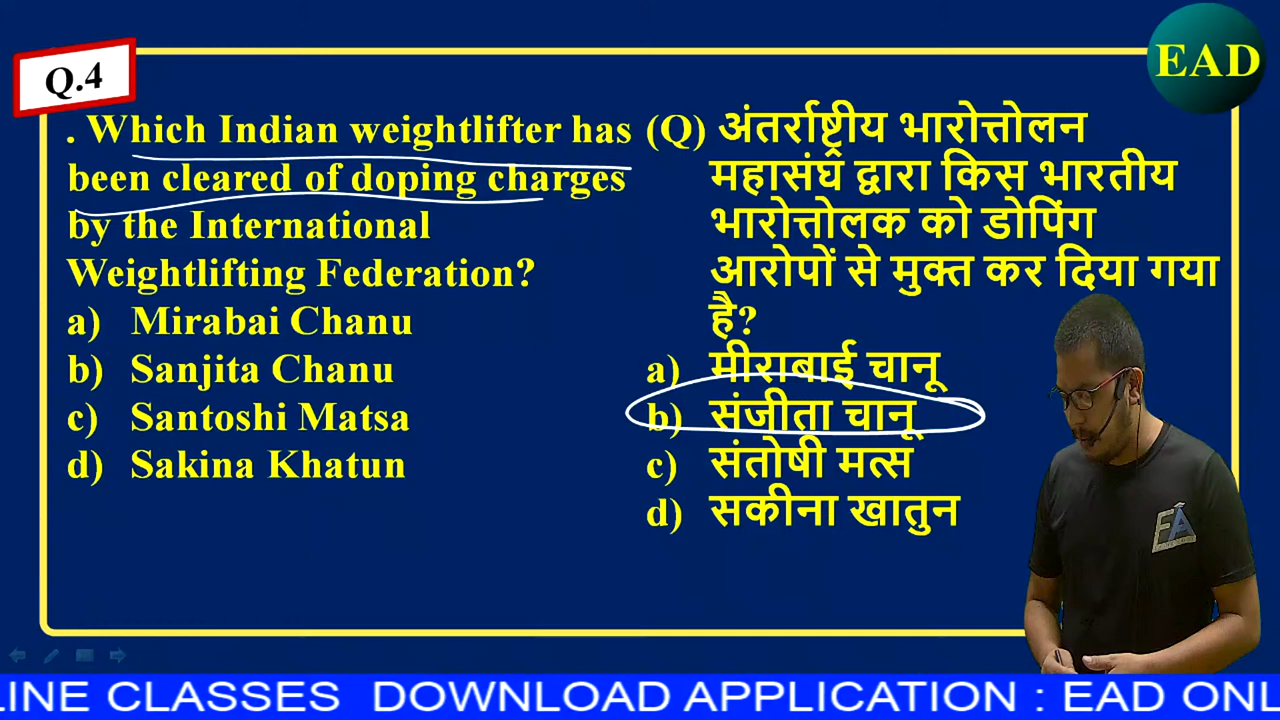 Q.4
EAD
. Which Indian weightlifter has
been cleared of doping charges
by the International
Weightlifting Federation?
a) Mirabai Chanu
b) Sanjita Chanu
c) Santoshi Matsa
d) Sakina Khatun
(Q) अंतर्राष्ट्रीय भारोत्तोलन
महासंघ द्वारा किस भारतीय
भारोत्तोलक को डोपिंग
आरोपों से मुक्त कर दिया गया
है?
a) मीराबाई चानू
b) संजीता चानू
c) संतोषी मत्स
d) सकीना खातुन
EA
LINE CLASSES DOWNLOAD APPLICATION : EAD ONL